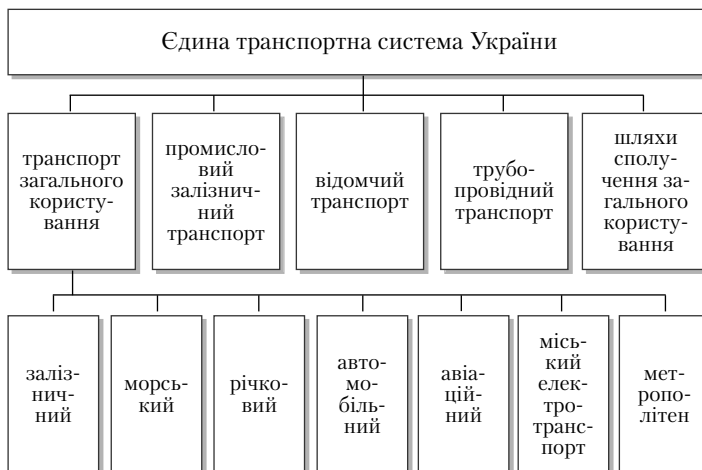 Єдина транспортна система України
транспорт
загального
користу-
вання
промисло-
вий
залізнич-
ний
транспорт
відомчий
транспорт
трубо-
провідний
транспорт
шляхи
сполу-
чення за-
гального
користу-
вання
заліз-
нич-
ний
морсь-
кий
річко-
вий
авто-
мо-
біль-
ний
авіа-
цій-
ний
місь-
кий
елек-
тро-
транс-
порт
мет-
ропо-
літен